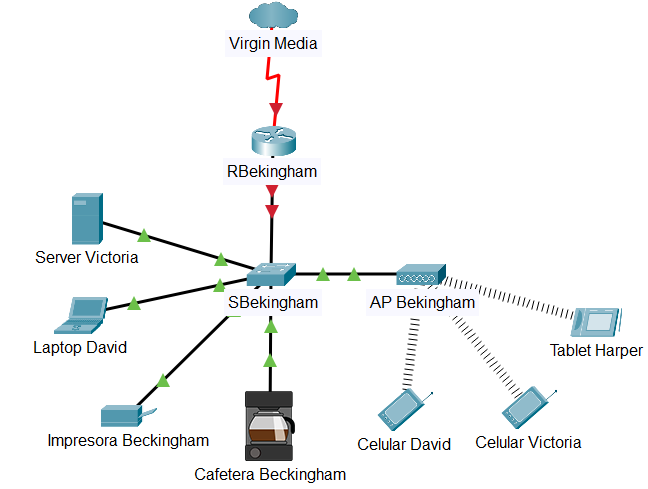 Virgin Media
RBekingham
Server Victoria
SBekingham
AP Bekingham
Laptop David
Tablet Harper
Impresora Beckingham
Celular David
Celular Victoria
Cafetera Beckingham